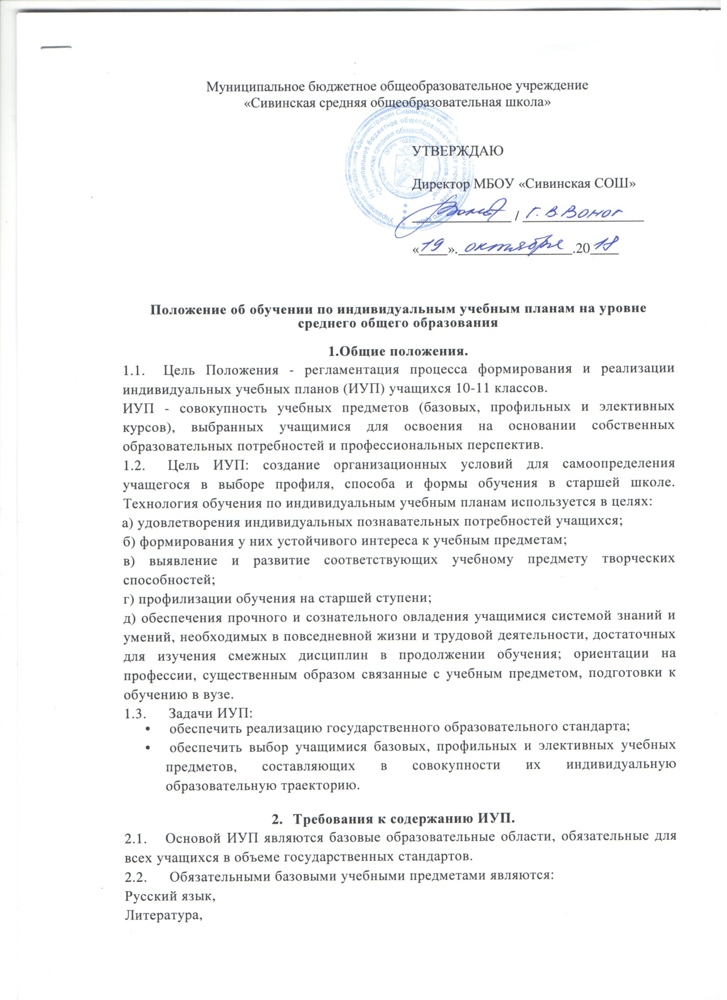 Муниципальное бюджетное общеобразовательное учреждение
«Сивинская средняя общеобразовательная школа»
УТВЕРЖДАЮ
Директор МБОУ «Сивинская СОШ»
/ Г. В. Воног
«19».октября.2018
Положение об обучении по индивидуальным учебным планам на уровне
среднего общего образования
1.Общие положения.
1.1. Цель Положения - регламентация процесса формирования и реализации
индивидуальных учебных планов (ИУП) учащихся 10-11 классов.
ИУП - совокупность учебных предметов (базовых, профильных и элективных
курсов), выбранных учащимися для освоения на основании собственных
образовательных потребностей и профессиональных перспектив.
1.2. Цель ИУП: создание организационных условий для самоопределения
учащегося в выборе профиля, способа и формы обучения в старшей школе.
Технология обучения по индивидуальным учебным планам используется в целях:
а) удовлетворения индивидуальных познавательных потребностей учащихся;
б) формирования у них устойчивого интереса к учебным предметам;
в) выявление и развитие соответствующих учебному предмету творческих
способностей;
г) профилизации обучения на старшей ступени;
д) обеспечения прочного и сознательного овладения учащимися системой знаний и
умений, необходимых в повседневной жизни и трудовой деятельности, достаточных
для изучения смежных дисциплин в продолжении обучения; ориентации на
профессии, существенным образом связанные с учебным предметом, подготовки к
обучению в вузе.
1.3. Задачи ИУП:
• обеспечить реализацию государственного образовательного стандарта;
• обеспечить выбор учащимися базовых, профильных и элективных учебных
предметов, составляющих в совокупности их индивидуальную
образовательную траекторию.
2. Требования к содержанию ИУП.
2.1. Основой ИУП являются базовые образовательные области, обязательные для
всех учащихся в объеме государственных стандартов.
2.2. Обязательными базовыми учебными предметами являются:
Русский язык,
Литература,